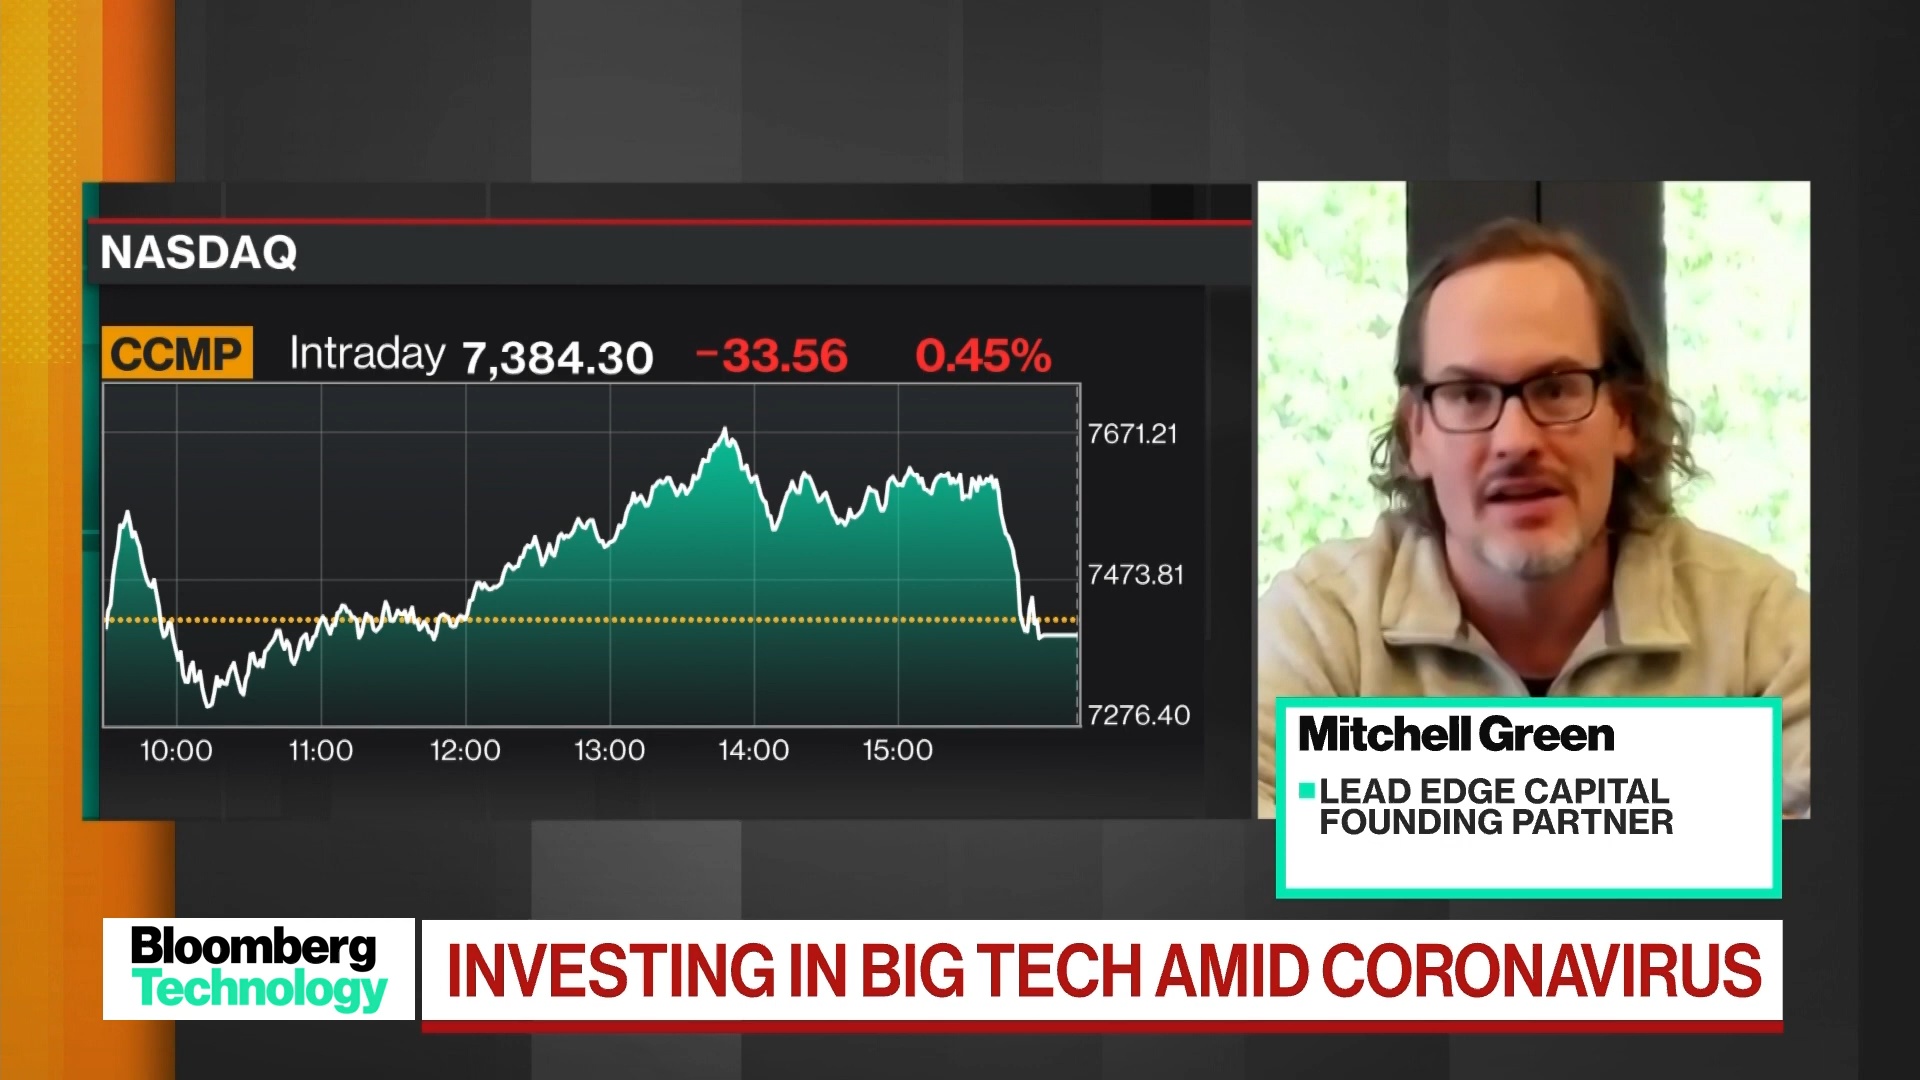 NASDAQ
CCMP Intraday 7,384.30 -33.56 0.45%
7671.21
7473.81
7276.40
10:00 11:00 12:00 13:00 14:00 15:00
Mitchell Green
LEAD EDGE CAPITAL
FOUNDING PARTNER
Bloomberg
Technology
INVESTING IN BIG TECH AMID CORONAVIRUS